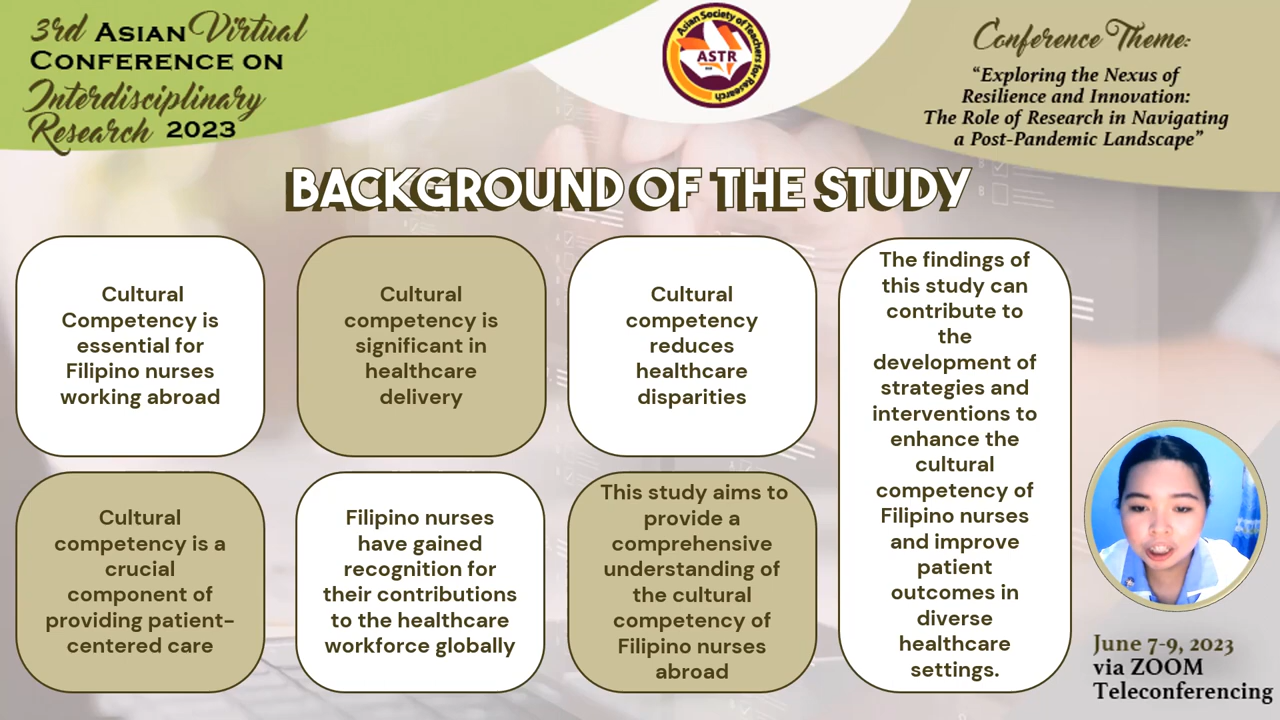 3rd ASIAN Virtual
CONFERENCE ON
Interdisciplinary
Research 2023
Asian Society of Teachers for Research
ASTR
Conference Theme:
“Exploring the Nexus of
Resilience and Innovation:
The Role of Research in Navigating
a Post-Pandemic Landscape”
BACKGROUND OF THE STUDY
Cultural
Competency is
essential for
Filipino nurses
working abroad
Cultural
competency is
significant in
healthcare
delivery
Cultural
competency
reduces
healthcare
disparities
The findings of
this study can
contribute to
the
development of
strategies and
interventions to
enhance the
cultural
competency of
Filipino nurses
and improve
patient
outcomes in
diverse
healthcare
settings.
Cultural
competency is a
crucial
component of
providing patient-
centered care
Filipino nurses
have gained
recognition for
their contributions
to the healthcare
workforce globally
This study aims to
provide a
comprehensive
understanding of
the cultural
competency of
Filipino nurses
abroad
June 7-9, 2023
via ZOOM
Teleconferencing